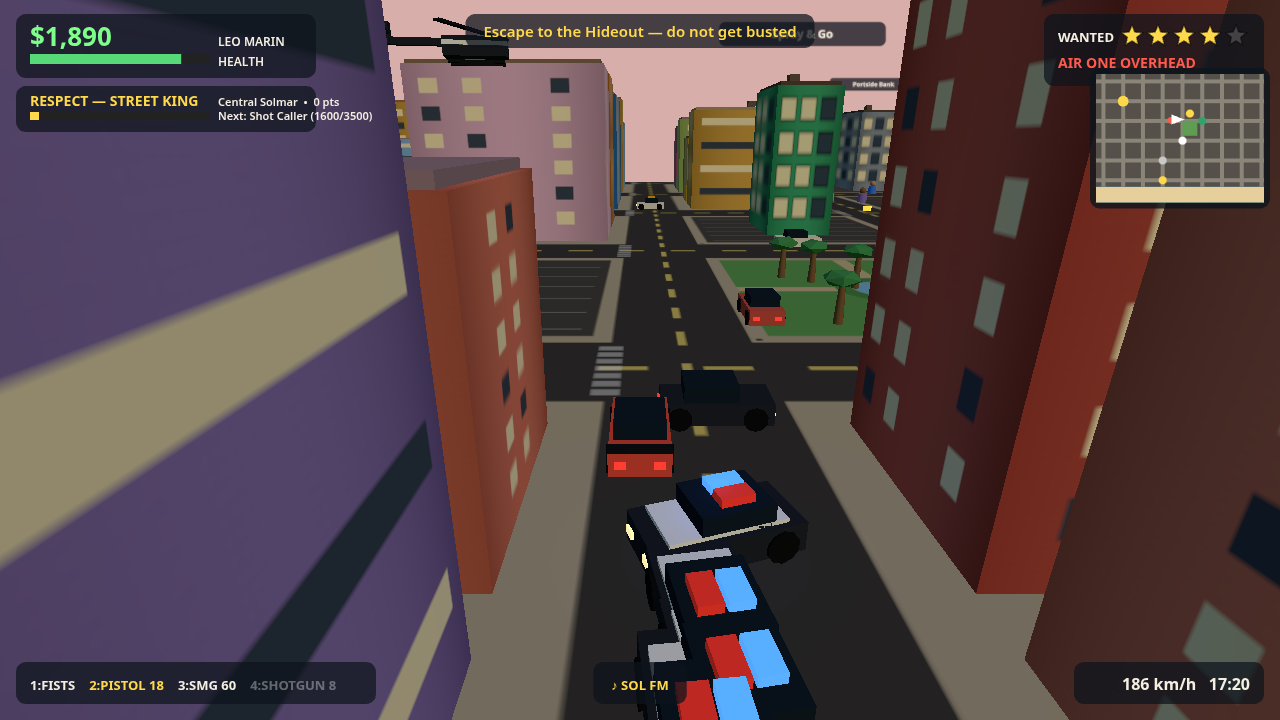 $1,890
LEO MARIN
HEALTH
RESPECT — STREET KING
Central Solmar • 0 pts
Next: Shot Caller (1600/3500)
Escape to the Hideout — do not get busted
Go
Portside Bank
WANTED
AIR ONE OVERHEAD
1:FISTS 2:PISTOL 18 3:SMG 60 4:SHOTGUN 8
♪ SOL FM
186 km/h 17:20